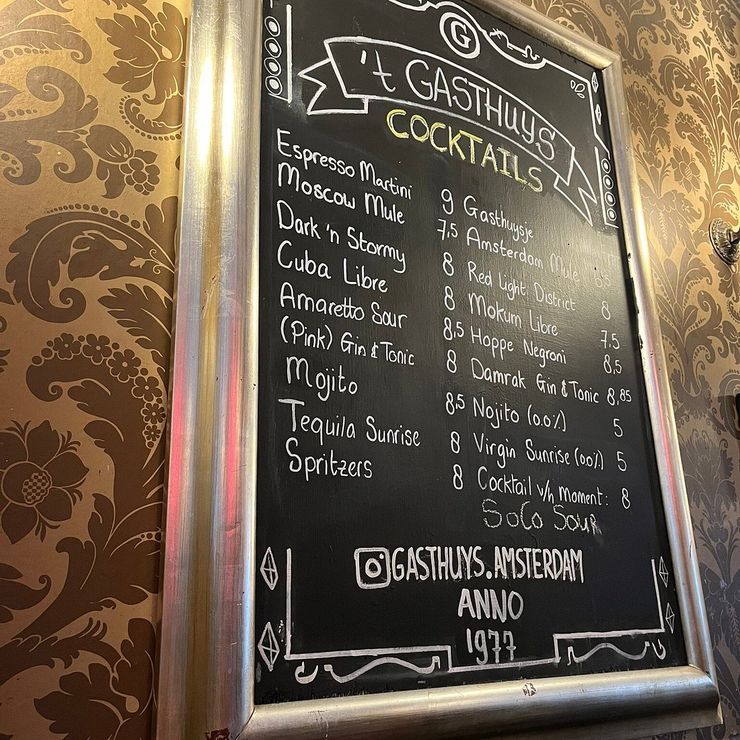 G
't GASTHUYS
COCKTAILS
Espresso Martini 9
Moscow Mule 7,5
Dark 'n Stormy 8
Cuba Libre 8
Amaretto Sour 8,5
(Pink) Gin & Tonic 8
Mojito 8,5
Tequila Sunrise 8
Spritzers 8
Gasthuysje
Amsterdam Mule
Red Light District 8
Mokum Libre 7.5
Hoppe Negroni 8,5
Damrak Gin & Tonic 8,85
Nojito (0.0%) 5
Virgin Sunrise (00%) 5
Cocktail v/h moment: 8
SoCo Sour
GASTHUYS.AMSTERDAM
ANNO
1977